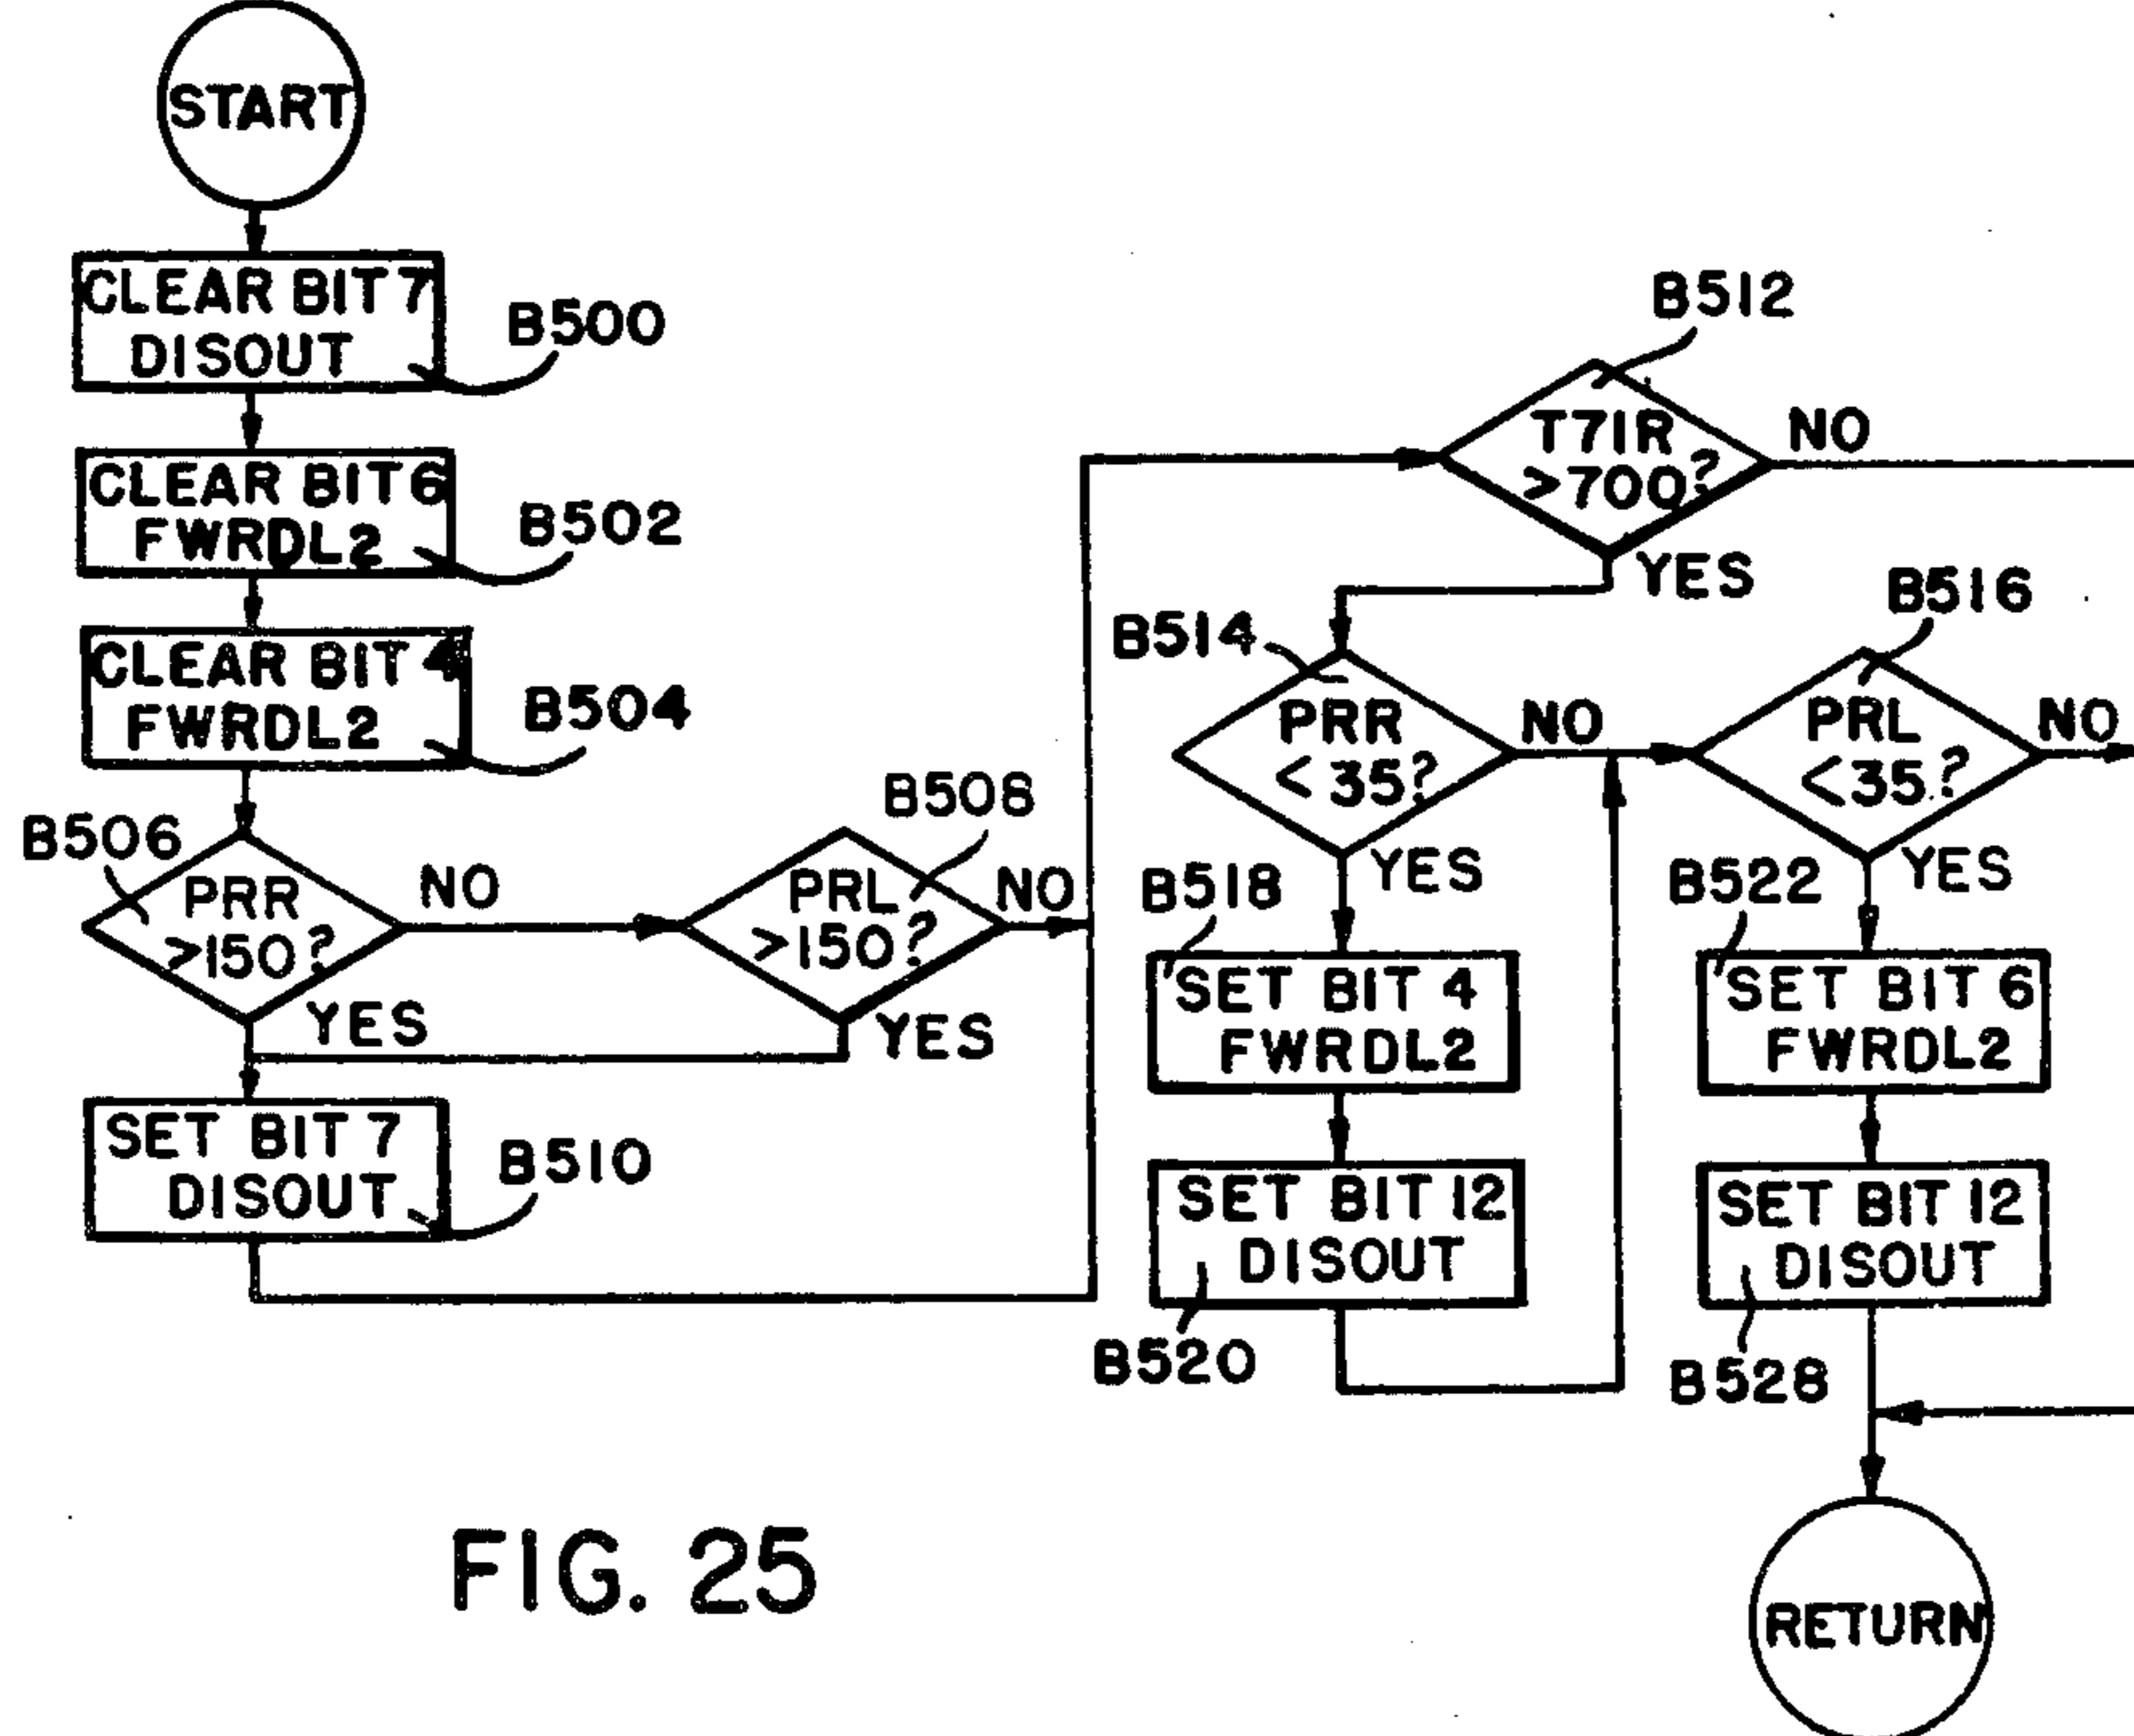 START
CLEAR BIT 7
DISOUT
B500
CLEAR BIT 6
FWRDL2
B502
CLEAR BIT 4
FWRDL2
B504
B506
PRR
>150?
NO
YES
B508
PRL
>150?
NO
YES
SET BIT 7
DISOUT
B510
B512
T71R
>700?
NO
YES
B514
PRR
<35?
NO
YES
B516
PRL
<35?
NO
YES
B518
SET BIT 4
FWRDL2
B522
SET BIT 6
FWRDL2
SET BIT 12
DISOUT
B520
SET BIT 12
DISOUT
B528
RETURN
FIG. 25